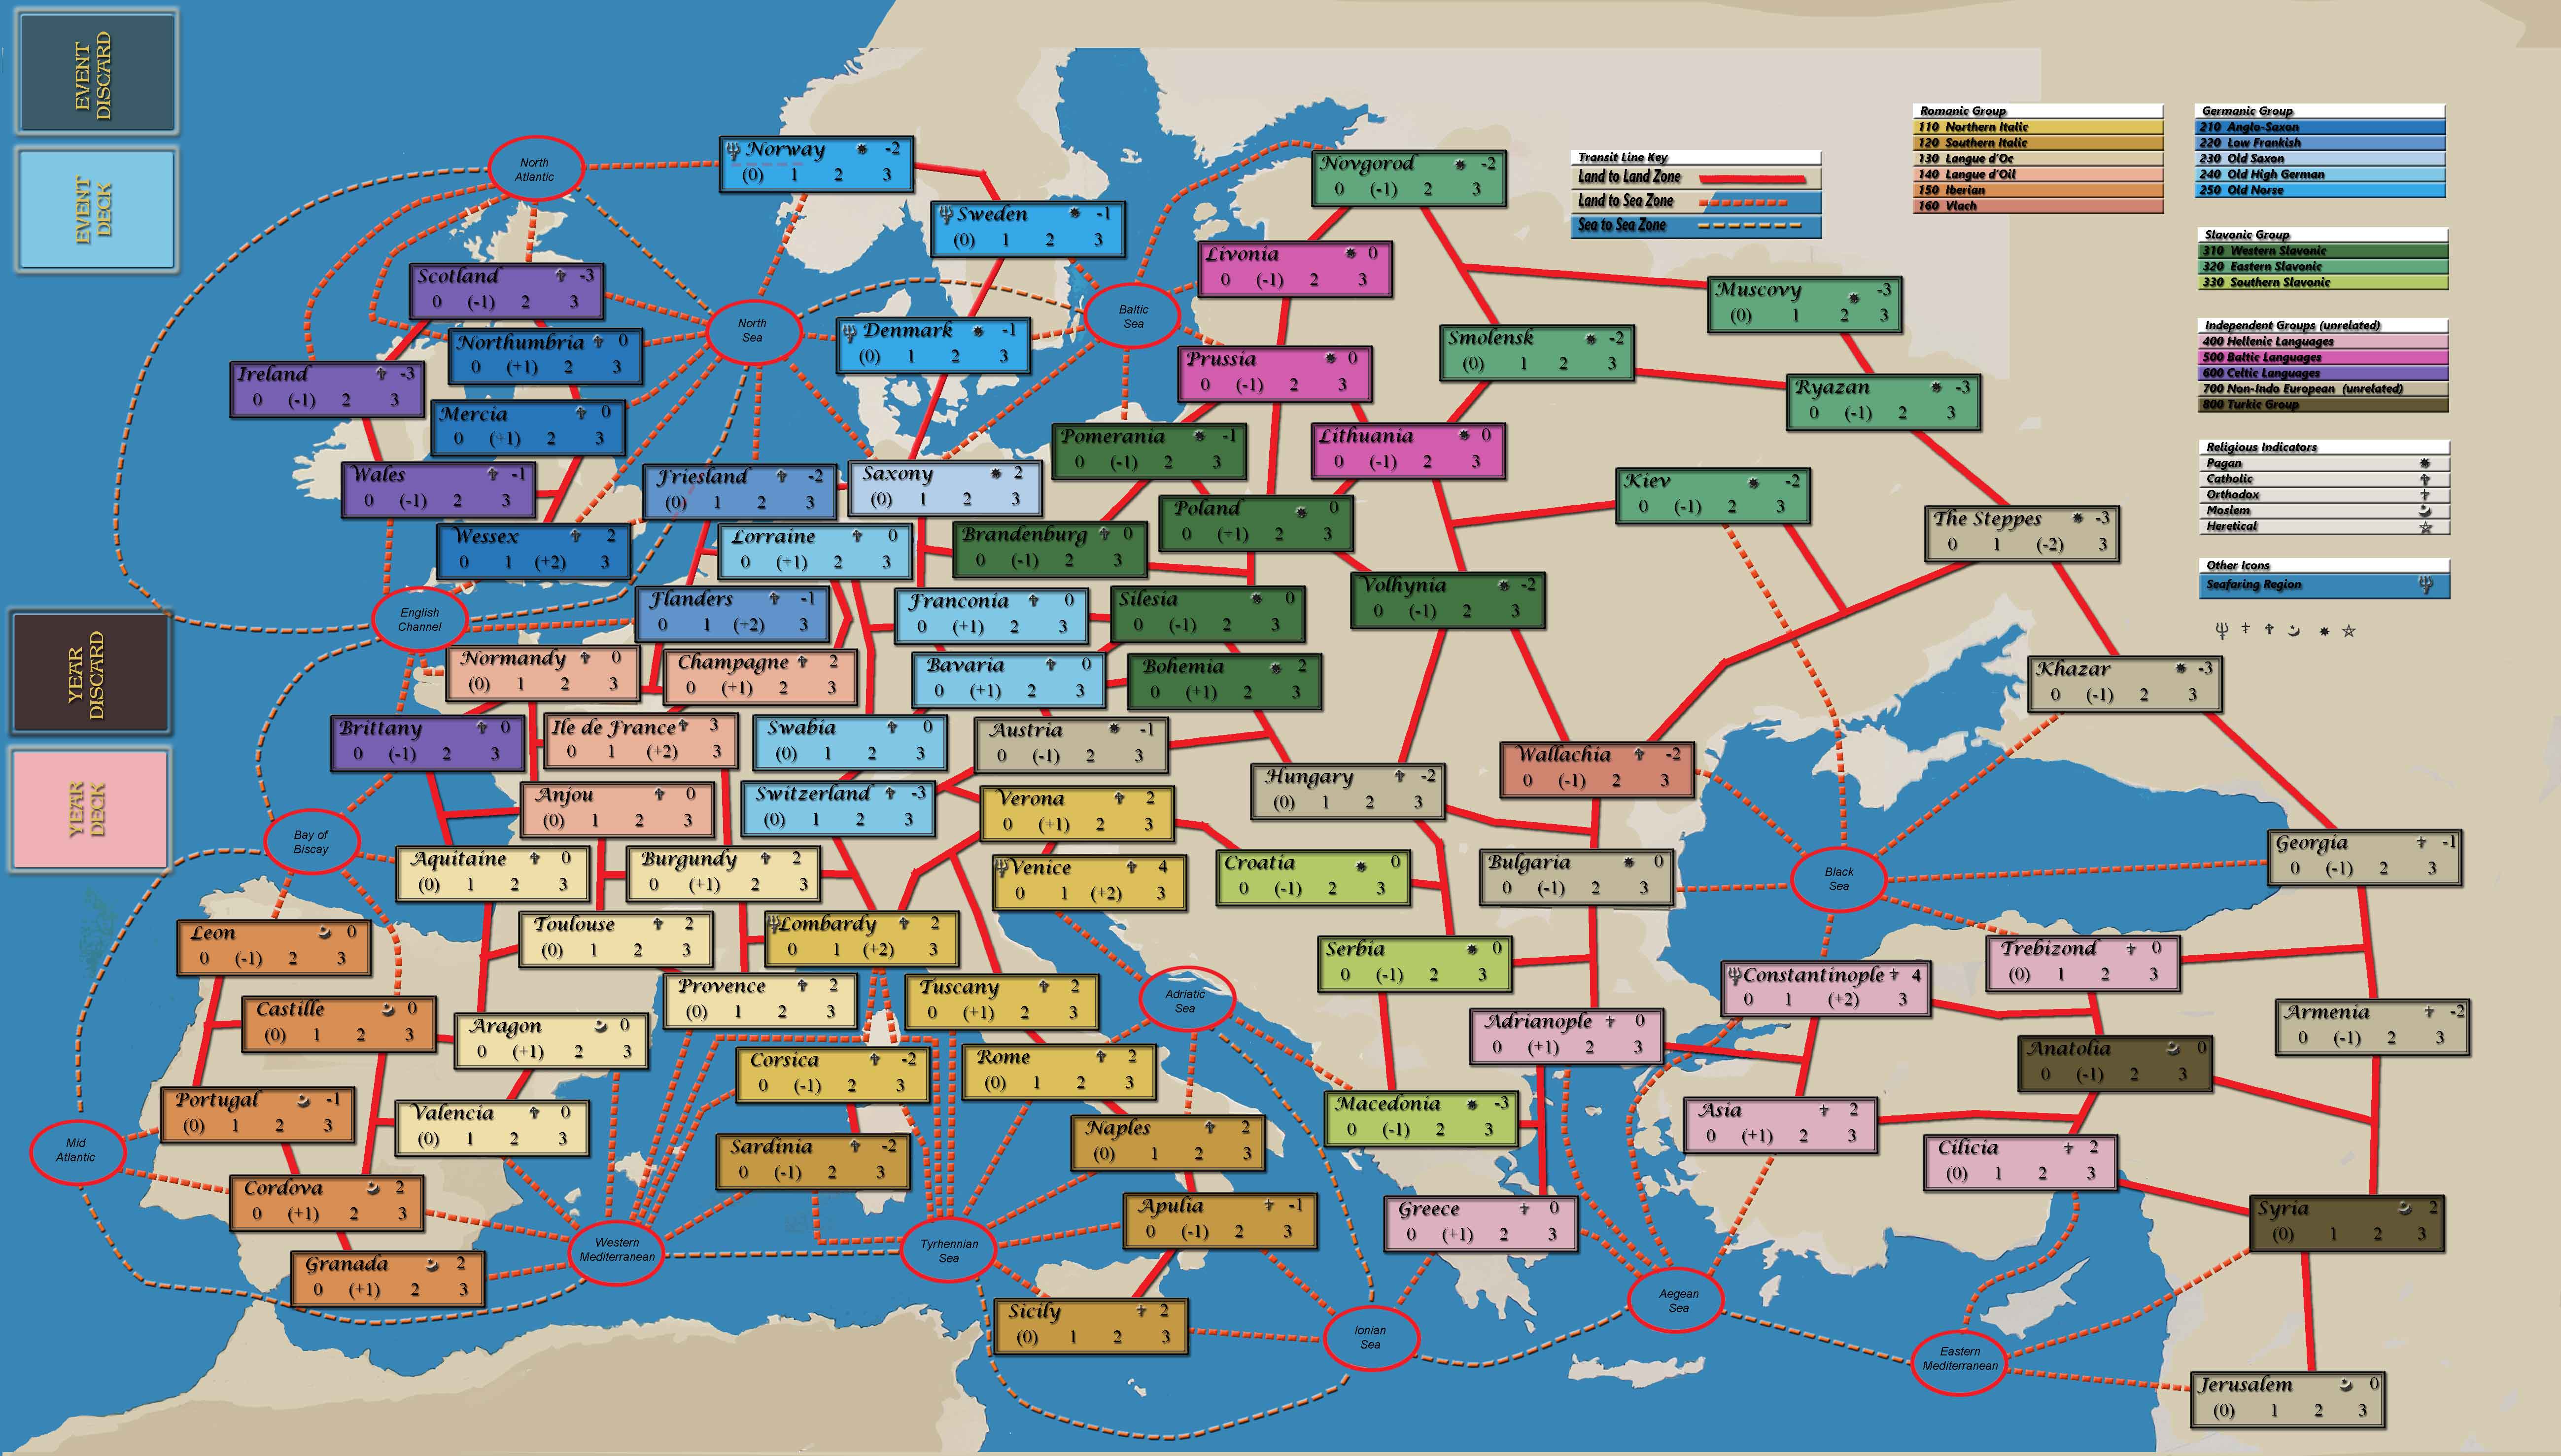 EVENT
DISCARD
EVENT
DECK
YEAR
DISCARD
YEAR
DECK
North
Atlantic
Norway -2
(0) 1 2 3
Sweden -1
(0) 1 2 3
Novgorod -2
0 (-1) 2 3
Transit Line Key
Land to Land Zone
Land to Sea Zone
Sea to Sea Zone
Romanic Group
110 Northern Italic
120 Southern Italic
130 Langue d'Oc
140 Langue d'Oil
150 Iberian
160 Vlach
Germanic Group
210 Anglo-Saxon
220 Low Frankish
230 Old Saxon
240 Old High German
250 Old Norse
Slavonic Group
310 Western Slavonic
320 Eastern Slavonic
330 Southern Slavonic
Independent Groups (unrelated)
400 Hellenic Languages
500 Baltic Languages
600 Celtic Languages
700 Non-Indo European (unrelated)
800 Turkic Group
Religious Indicators
Pagan
Catholic
Orthodox
Moslem
Heretical
Other Icons
Seafaring Region
Scotland -3
0 (-1) 2 3
North
Sea
Baltic
Sea
Livonia 0
0 (-1) 2 3
Muscovy -3
(0) 1 2 3
Northumbria 0
0 (+1) 2 3
Denmark -1
(0) 1 2 3
Smolensk -2
(0) 1 2 3
Ireland -3
0 (-1) 2 3
Prussia 0
0 (-1) 2 3
Ryazan -3
0 (-1) 2 3
Mercia 0
0 (+1) 2 3
Pomerania -1
0 (-1) 2 3
Lithuania 0
0 (-1) 2 3
Wales -1
0 (-1) 2 3
Friesland -2
(0) 1 2 3
Saxony 2
(0) 1 2 3
Kiev -2
0 (-1) 2 3
Poland 0
0 (+1) 2 3
The Steppes -3
0 1 (-2) 3
Wessex 2
0 1 (+2) 3
Lorraine 0
0 (+1) 2 3
Brandenburg 0
0 (-1) 2 3
English
Channel
Flanders -1
0 1 (+2) 3
Franconia 0
0 (+1) 2 3
Silesia 0
0 (-1) 2 3
Volhynia -2
0 (-1) 2 3
Normandy 0
(0) 1 2 3
Champagne 2
0 (+1) 2 3
Bavaria 0
0 (+1) 2 3
Bohemia 2
0 (+1) 2 3
Khazar -3
0 (-1) 2 3
Brittany 0
0 (-1) 2 3
Ile de France 3
0 1 (+2) 3
Swabia 0
(0) 1 2 3
Austria -1
0 (-1) 2 3
Wallachia -2
0 (-1) 2 3
Hungary -2
(0) 1 2 3
Anjou 0
(0) 1 2 3
Switzerland -3
(0) 1 2 3
Verona 2
0 (+1) 2 3
Bay of
Biscay
Aquitaine 0
(0) 1 2 3
Burgundy 2
0 (+1) 2 3
Venice 4
0 1 (+2) 3
Croatia 0
0 (-1) 2 3
Bulgaria 0
0 (-1) 2 3
Black
Sea
Georgia -1
0 (-1) 2 3
Leon 0
0 (-1) 2 3
Toulouse 2
(0) 1 2 3
Lombardy 2
0 1 (+2) 3
Serbia 0
0 (-1) 2 3
Trebizond 0
(0) 1 2 3
Constantinople 4
0 1 (+2) 3
Provence 2
(0) 1 2 3
Tuscany 2
0 (+1) 2 3
Adriatic
Sea
Castille 0
(0) 1 2 3
Aragon 0
0 (+1) 2 3
Adrianople 0
0 (+1) 2 3
Armenia -2
0 (-1) 2 3
Corsica -2
0 (-1) 2 3
Rome 2
(0) 1 2 3
Anatolia 0
0 (-1) 2 3
Portugal -1
(0) 1 2 3
Valencia 0
(0) 1 2 3
Macedonia -3
0 (-1) 2 3
Asia 2
0 (+1) 2 3
Naples 2
(0) 1 2 3
Mid
Atlantic
Sardinia -2
0 (-1) 2 3
Cilicia 2
(0) 1 2 3
Cordova 2
0 (+1) 2 3
Apulia -1
0 (-1) 2 3
Greece 0
0 (+1) 2 3
Syria 2
(0) 1 2 3
Western
Mediterranean
Tyrhennian
Sea
Granada 2
0 (+1) 2 3
Aegean
Sea
Sicily 2
(0) 1 2 3
Ionian
Sea
Eastern
Mediterranean
Jerusalem 0
(0) 1 2 3